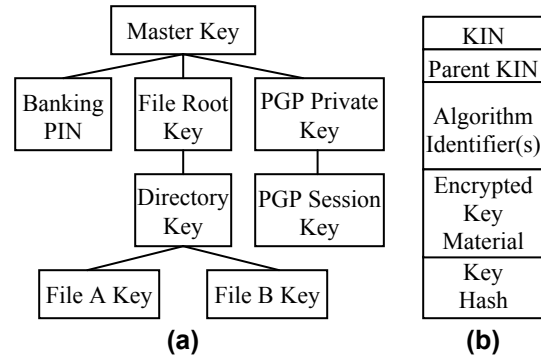 Master Key
Banking
PIN
File Root
Key
PGP Private
Key
Directory
Key
PGP Session
Key
File A Key
File B Key
(a)
KIN
Parent KIN
Algorithm
Identifier(s)
Encrypted
Key
Material
Key
Hash
(b)